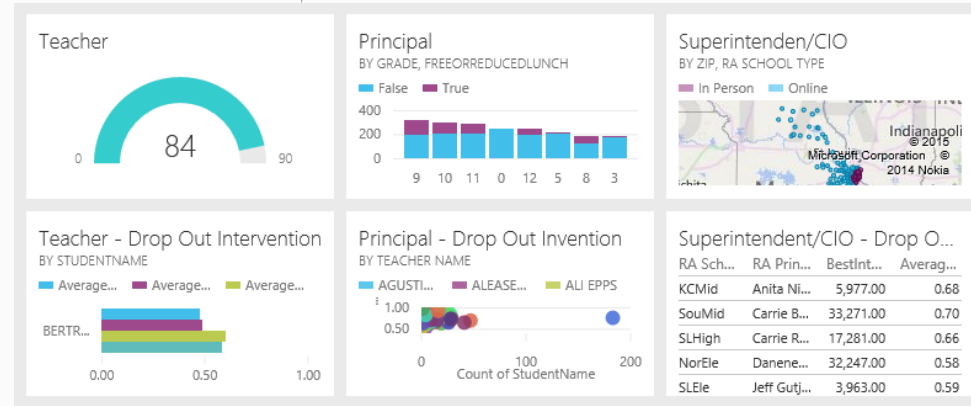 Teacher
84
0
90
Principal
BY GRADE, FREEORREDUCEDLUNCH
False True
400
200
0
9 10 11 0 12 5 8 3
Superintenden/CIO
BY ZIP, RA SCHOOL TYPE
In Person Online
Indianapoli
© 2015
Microsoft Corporation ©
2014 Nokia
Teacher - Drop Out Intervention
BY STUDENTNAME
Average... Average... Average...
BERTR...
0.00 0.50 1.00
Principal - Drop Out Invention
BY TEACHER NAME
AGUSTI... ALEASE... ALI EPPS
1.00
0.50
0 100 200
Count of StudentName
Superintendent/CIO - Drop O...
RA Sch... RA Prin... BestInt... Averag...
KCMid Anita Ni... 5,977.00 0.68
SouMid Carrie B... 33,271.00 0.70
SLHigh Carrie R... 17,281.00 0.66
NorEle Danene... 32,247.00 0.58
SLEle Jeff Gutj... 3,963.00 0.59